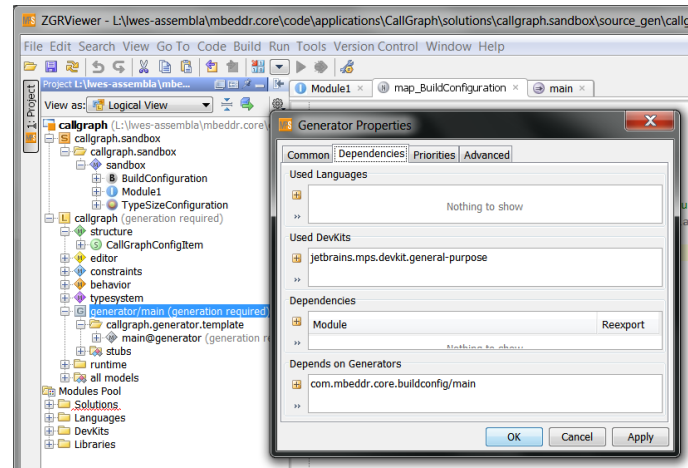 ZGRViewer - L:\lwes-assembla\mbeddr.core\code\applications\CallGraph\solutions\callgraph.sandbox\source_gen\callg
File Edit Search View Go To Code Build Run Tools Version Control Window Help
Project L:\lwes-assembla\mbe...
1: Project
View as: Logical View
Module1
map_BuildConfiguration
main
callgraph (L:\lwes-assembla\mbeddr.core\
S callgraph.sandbox
callgraph.sandbox
sandbox
B BuildConfiguration
I Module1
TypeSizeConfiguration
L callgraph (generation required)
structure
S CallGraphConfigItem
editor
constraints
behavior
typesystem
G generator/main (generation required)
callgraph.generator.template
main@generator (generation r
stubs
runtime
all models
Modules Pool
Solutions
Languages
DevKits
Libraries
Generator Properties
Common Dependencies Priorities Advanced
Used Languages
Nothing to show
Used DevKits
jetbrains.mps.devkit.general-purpose
Dependencies
Module Reexport
Nothing to show
Depends on Generators
com.mbeddr.core.buildconfig/main
OK Cancel Apply